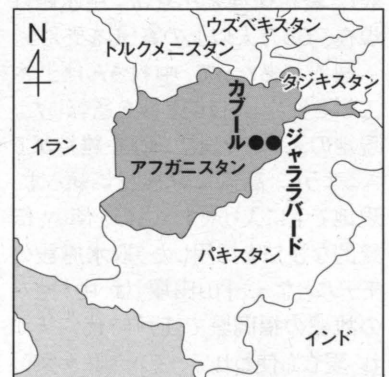 N
ウズベキスタン
トルクメニスタン
タジキスタン
カブール
イラン
アフガニスタン
ジャララバード
パキスタン
インド